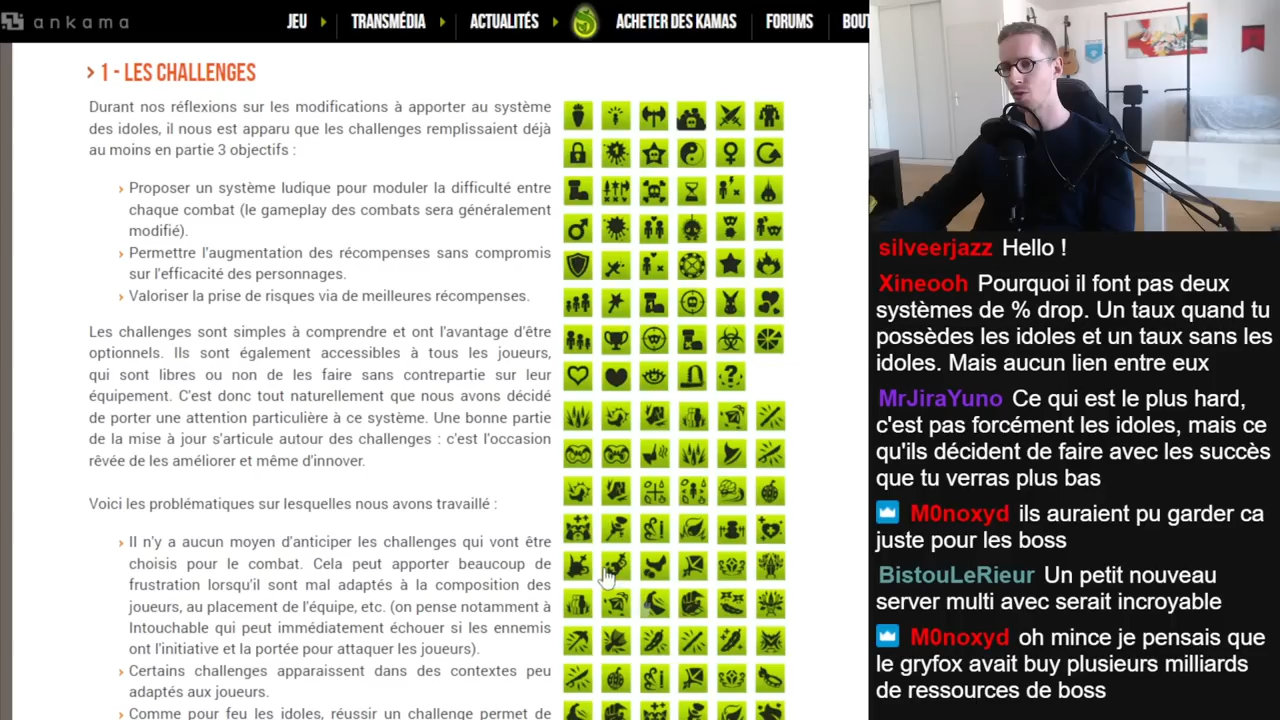 ankama
JEU
TRANSMÉDIA
ACTUALITÉS
ACHETER DES KAMAS
FORUMS
BOUT
1 - LES CHALLENGES
Durant nos réflexions sur les modifications à apporter au système
des idoles, il nous est apparu que les challenges remplissaient déjà
au moins en partie 3 objectifs :
Proposer un système ludique pour moduler la difficulté entre
chaque combat (le gameplay des combats sera généralement
modifié).
Permettre l'augmentation des récompenses sans compromis
sur l'efficacité des personnages.
Valoriser la prise de risques via de meilleures récompenses.
Les challenges sont simples à comprendre et ont l'avantage d'être
optionnels. Ils sont également accessibles à tous les joueurs,
qui sont libres ou non de les faire sans contrepartie sur leur
équipement. C'est donc tout naturellement que nous avons décidé
de porter une attention particulière à ce système. Une bonne partie
de la mise à jour s'articule autour des challenges : c'est l'occasion
rêvée de les améliorer et même d'innover.
Voici les problématiques sur lesquelles nous avons travaillé :
Il n'y a aucun moyen d'anticiper les challenges qui vont être
choisis pour le combat. Cela peut apporter beaucoup de
frustration lorsqu'il sont mal adaptés à la composition des
joueurs, au placement de l'équipe, etc. (on pense notamment à
Intouchable qui peut immédiatement échouer si les ennemis
ont l'initiative et la portée pour attaquer les joueurs).
Certains challenges apparaissent dans des contextes peu
adaptés aux joueurs.
Comme pour feu les idoles, réussir un challenge permet de
silveerjazz Hello !
Xineooh Pourquoi il font pas deux
systèmes de % drop. Un taux quand tu
possèdes les idoles et un taux sans les
idoles. Mais aucun lien entre eux
MrJiraYuno Ce qui est le plus hard,
c'est pas forcément les idoles, mais ce
qu'ils décident de faire avec les succès
que tu verras plus bas
M0noxyd ils auraient pu garder ca
juste pour les boss
BistouLeRieur Un petit nouveau
server multi avec serait incroyable
M0noxyd oh mince je pensais que
le gryfox avait buy plusieurs milliards
de ressources de boss